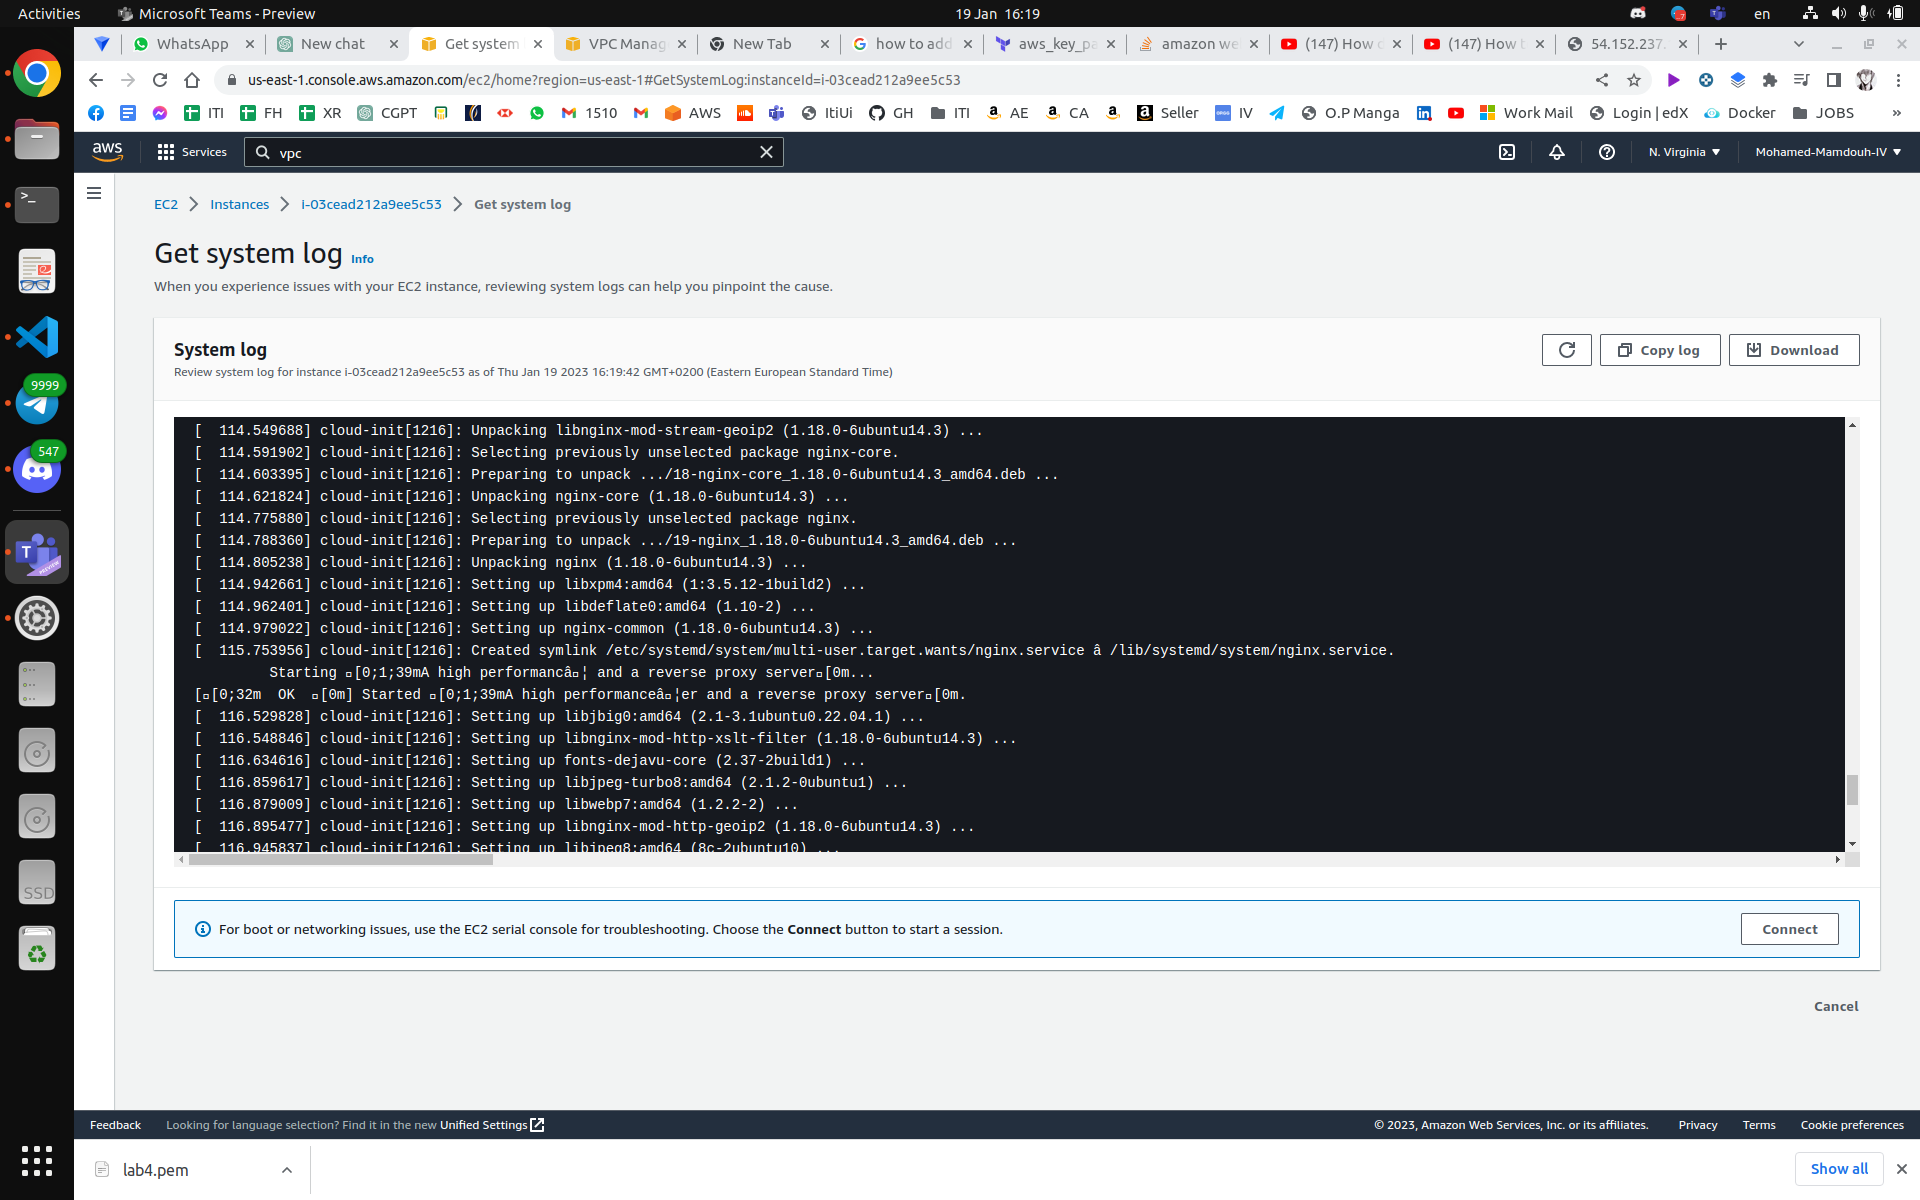 Activities
Microsoft Teams - Preview
19 Jan 16:19
en
WhatsApp
New chat
Get system
VPC Manag
New Tab
how to add
aws_key_pa
amazon we
(147) How c
(147) How t
54.152.237.
us-east-1.console.aws.amazon.com/ec2/home?region=us-east-1#GetSystemLog:instanceId=i-03cead212a9ee5c53
ITI
FH
XR
CGPT
1510
AWS
ItiUi
GH
ITI
AE
CA
Seller
IV
O.P Manga
Work Mail
Login | edX
Docker
JOBS
»
aws
Services
vpc
N. Virginia
Mohamed-Mamdouh-IV
EC2
Instances
i-03cead212a9ee5c53
Get system log
Get system log Info
When you experience issues with your EC2 instance, reviewing system logs can help you pinpoint the cause.
System log
Review system log for instance i-03cead212a9ee5c53 as of Thu Jan 19 2023 16:19:42 GMT+0200 (Eastern European Standard Time)
Copy log
Download
[  114.549688] cloud-init[1216]: Unpacking libnginx-mod-stream-geoip2 (1.18.0-6ubuntu14.3) ...
[  114.591902] cloud-init[1216]: Selecting previously unselected package nginx-core.
[  114.603395] cloud-init[1216]: Preparing to unpack .../18-nginx-core_1.18.0-6ubuntu14.3_amd64.deb ...
[  114.621824] cloud-init[1216]: Unpacking nginx-core (1.18.0-6ubuntu14.3) ...
[  114.775880] cloud-init[1216]: Selecting previously unselected package nginx.
[  114.788360] cloud-init[1216]: Preparing to unpack .../19-nginx_1.18.0-6ubuntu14.3_amd64.deb ...
[  114.805238] cloud-init[1216]: Unpacking nginx (1.18.0-6ubuntu14.3) ...
[  114.942661] cloud-init[1216]: Setting up libxpm4:amd64 (1:3.5.12-1build2) ...
[  114.962401] cloud-init[1216]: Setting up libdeflate0:amd64 (1.10-2) ...
[  114.979022] cloud-init[1216]: Setting up nginx-common (1.18.0-6ubuntu14.3) ...
[  115.753956] cloud-init[1216]: Created symlink /etc/systemd/system/multi-user.target.wants/nginx.service â /lib/systemd/system/nginx.service.
Starting □[0;1;39mA high performancâ□¦ and a reverse proxy server□[0m...
[□[0;32m  OK  □[0m] Started □[0;1;39mA high performanceâ□¦er and a reverse proxy server□[0m.
[  116.529828] cloud-init[1216]: Setting up libjbig0:amd64 (2.1-3.1ubuntu0.22.04.1) ...
[  116.548846] cloud-init[1216]: Setting up libnginx-mod-http-xslt-filter (1.18.0-6ubuntu14.3) ...
[  116.634616] cloud-init[1216]: Setting up fonts-dejavu-core (2.37-2build1) ...
[  116.859617] cloud-init[1216]: Setting up libjpeg-turbo8:amd64 (2.1.2-0ubuntu1) ...
[  116.879009] cloud-init[1216]: Setting up libwebp7:amd64 (1.2.2-2) ...
[  116.895477] cloud-init[1216]: Setting up libnginx-mod-http-geoip2 (1.18.0-6ubuntu14.3) ...
[  116.945837] cloud-init[1216]: Setting up libjpeg8:amd64 (8c-2ubuntu10) ...
For boot or networking issues, use the EC2 serial console for troubleshooting. Choose the Connect button to start a session.
Connect
Cancel
Feedback
Looking for language selection? Find it in the new Unified Settings
© 2023, Amazon Web Services, Inc. or its affiliates.
Privacy
Terms
Cookie preferences
lab4.pem
Show all
9999
547
T
PREVIEW
SSD